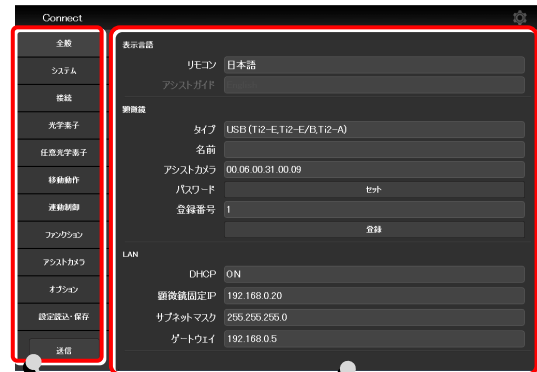 Connect
全般
システム
接続
光学素子
任意光学素子
移動動作
連動制御
ファンクション
アシストカメラ
オプション
設定読込・保存
送信
表示言語
リモコン 日本語
アシストガイド English
顕微鏡
タイプ USB(Ti2-E,Ti2-E/B,Ti2-A)
名前
アシストカメラ 00.06.00.31.00.09
パスワード セット
登録番号 1
登録
LAN
DHCP ON
顕微鏡固定IP 192.168.0.20
サブネットマスク 255.255.255.0
ゲートウェイ 192.168.0.5